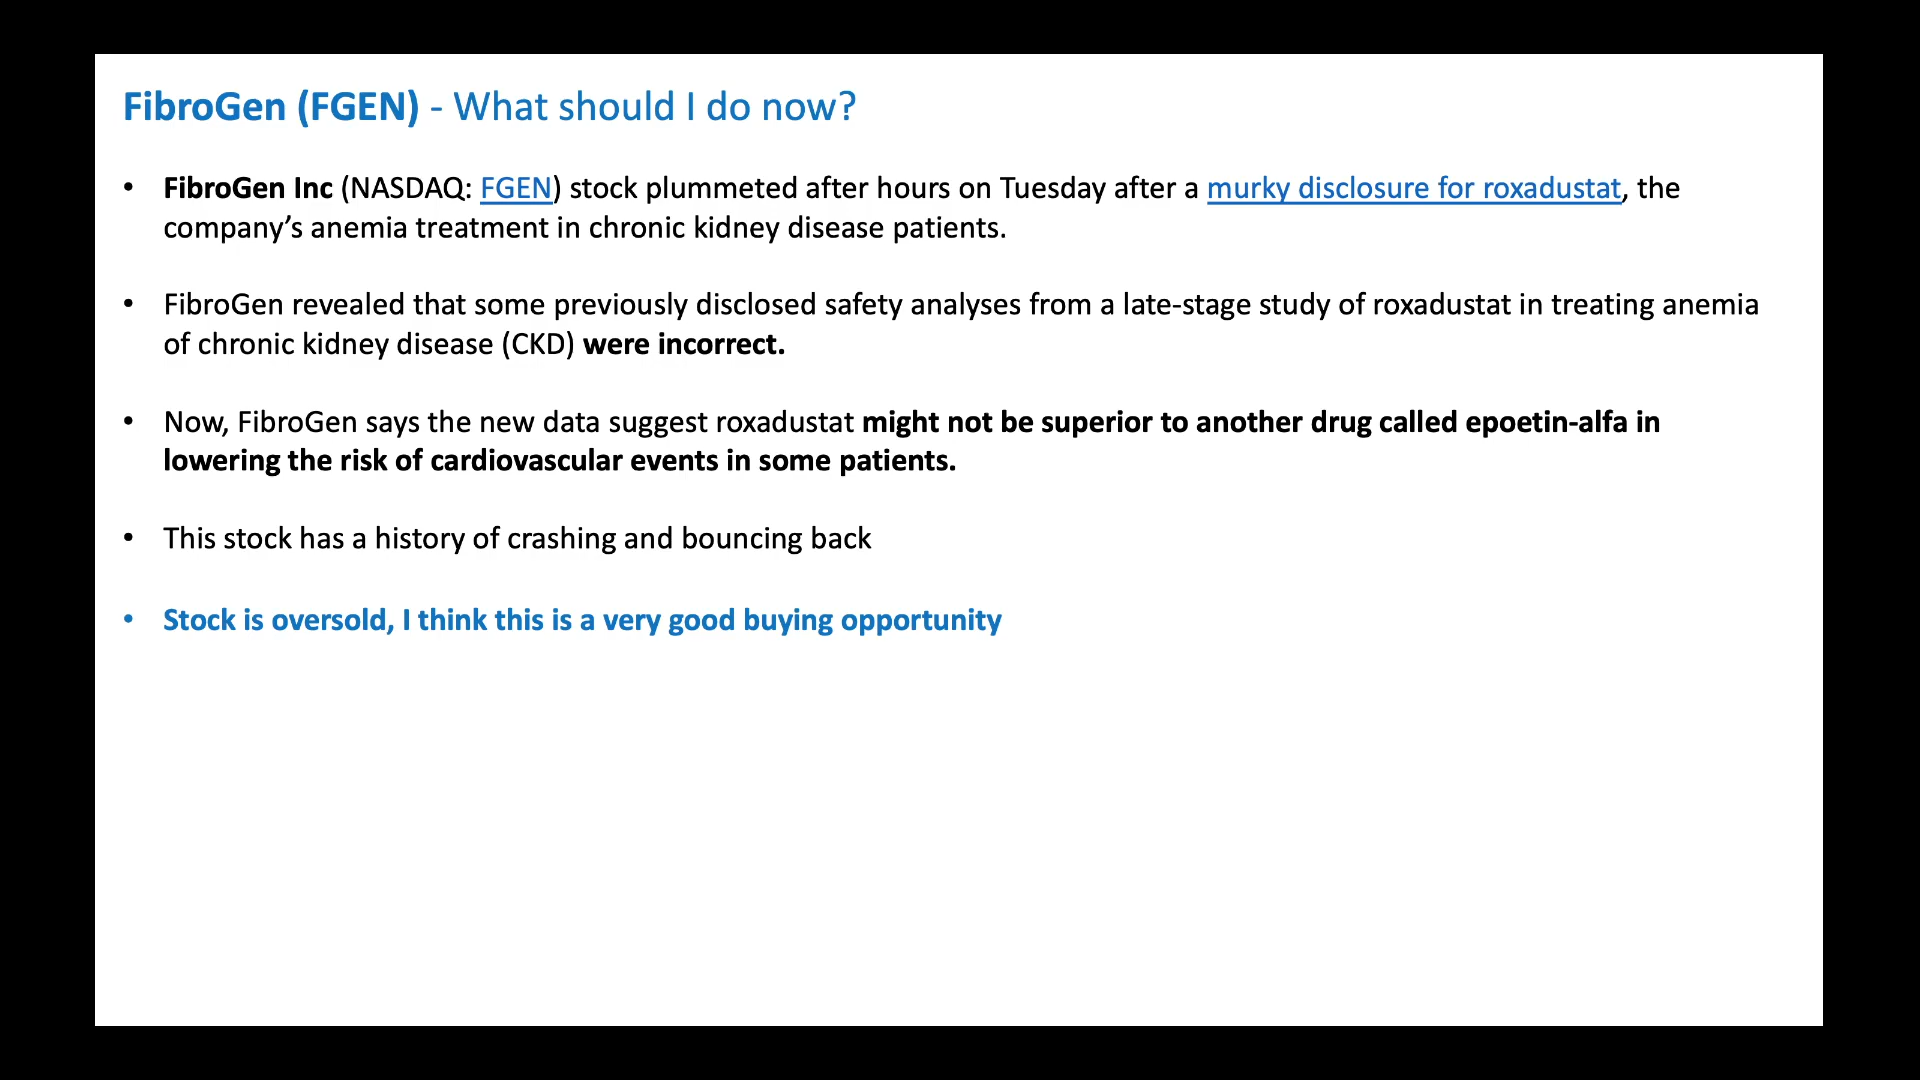 FibroGen (FGEN) - What should I do now?
• FibroGen Inc (NASDAQ: FGEN) stock plummeted after hours on Tuesday after a murky disclosure for roxadustat, the
company’s anemia treatment in chronic kidney disease patients.
• FibroGen revealed that some previously disclosed safety analyses from a late-stage study of roxadustat in treating anemia
of chronic kidney disease (CKD) were incorrect.
• Now, FibroGen says the new data suggest roxadustat might not be superior to another drug called epoetin-alfa in
lowering the risk of cardiovascular events in some patients.
• This stock has a history of crashing and bouncing back
• Stock is oversold, I think this is a very good buying opportunity